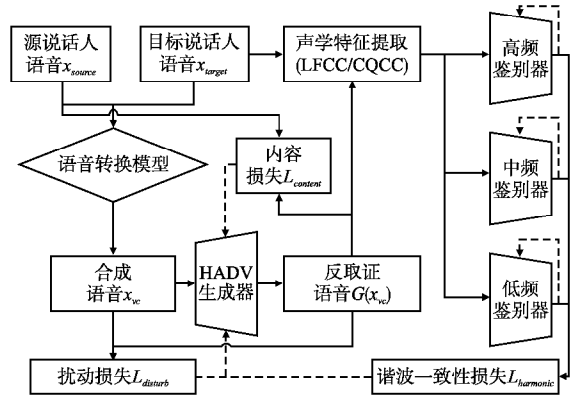 源说话人
语音x_source
目标说话人
语音x_target
声学特征提取
(LFCC/CQCC)
高频
鉴别器
语音转换模型
内容
损失L_content
中频
鉴别器
合成
语音x_vc
HADV
生成器
反取证
语音G(x_vc)
低频
鉴别器
扰动损失L_disturb
谐波一致性损失L_harmonic